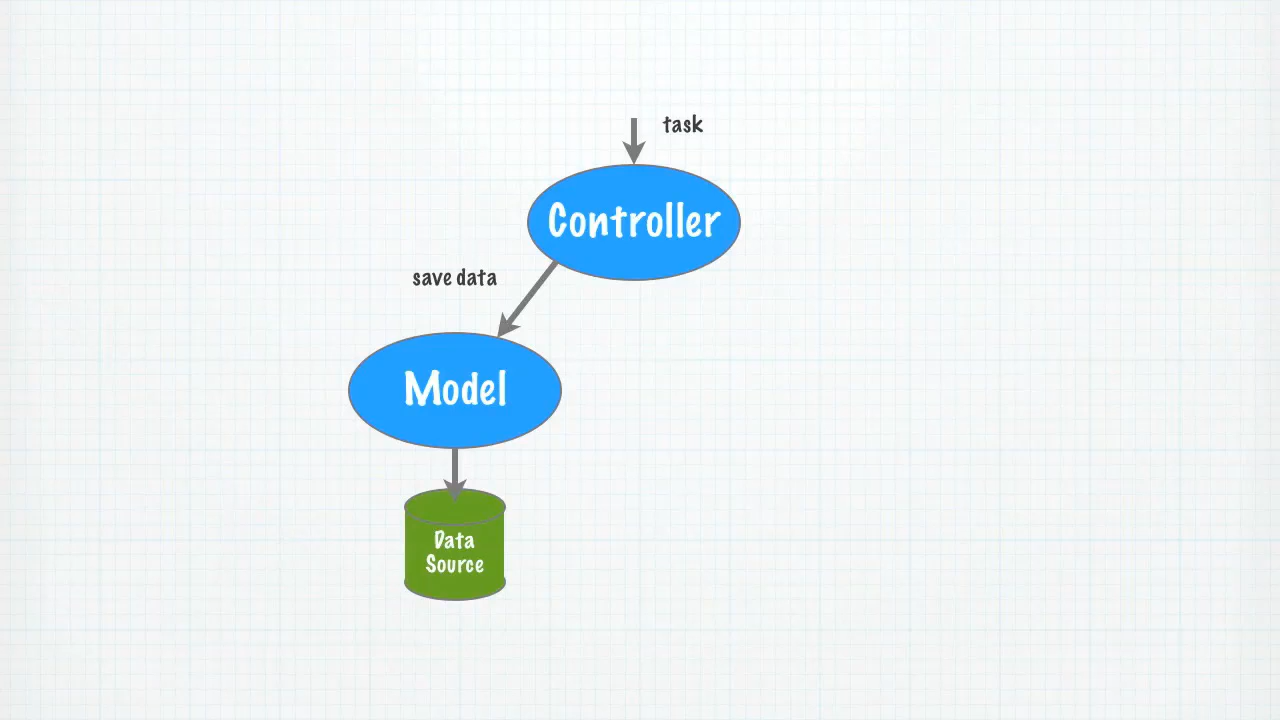 task
Controller
save data
Model
Data
Source